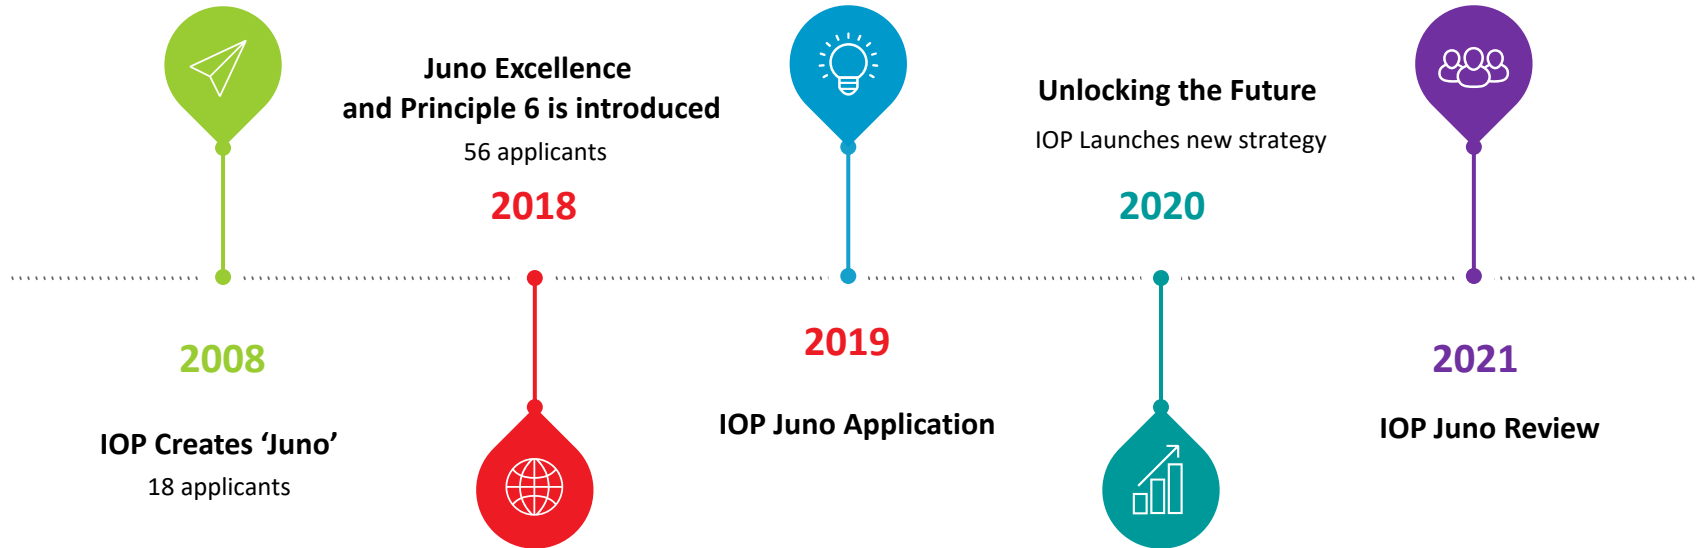 2008
IOP Creates ‘Juno’
18 applicants
Juno Excellence
and Principle 6 is introduced
56 applicants
2018
2019
IOP Juno Application
Unlocking the Future
IOP Launches new strategy
2020
2021
IOP Juno Review